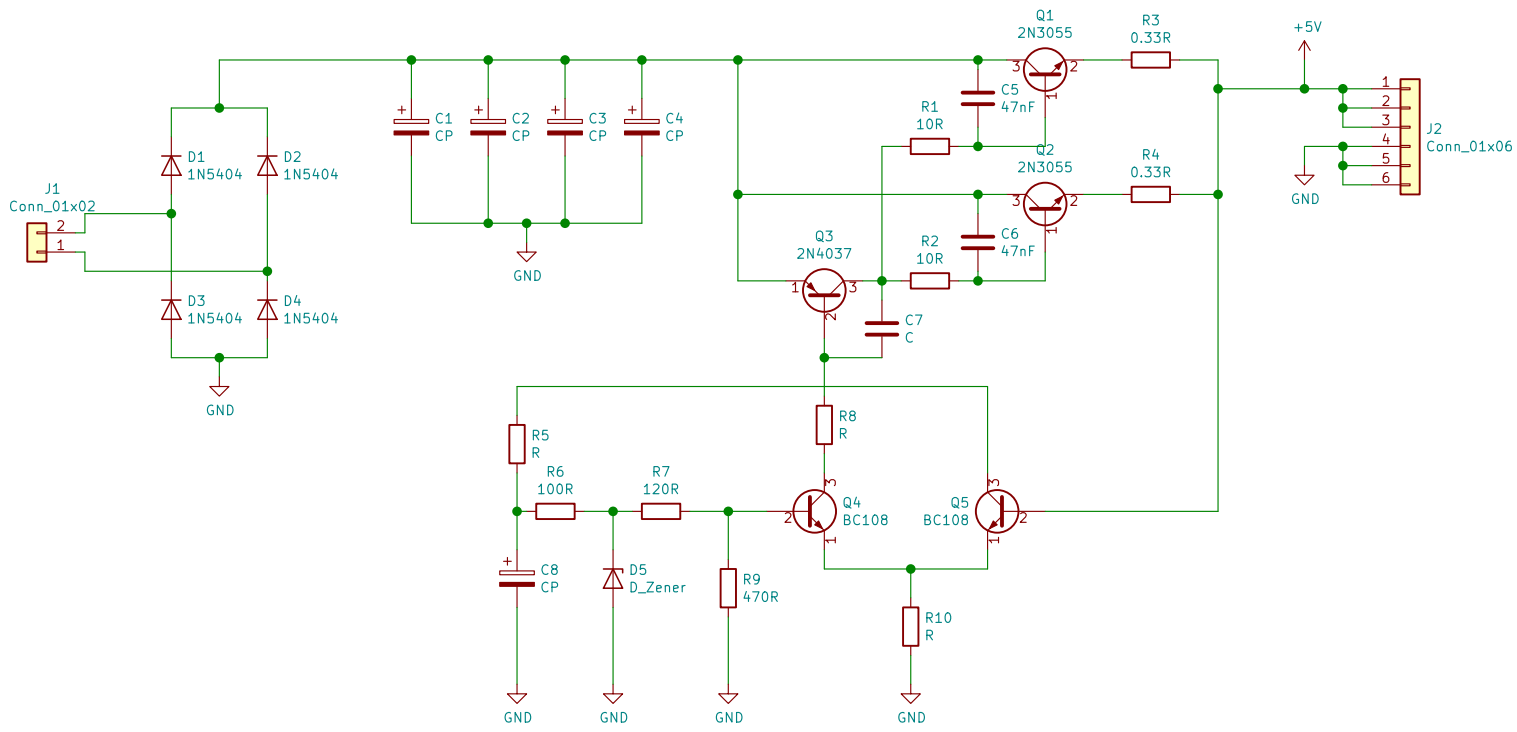 J1
Conn_01x02
2
1
D1
1N5404
D2
1N5404
D3
1N5404
D4
1N5404
GND
+
C1
CP
+
C2
CP
+
C3
CP
+
C4
CP
GND
Q1
2N3055
3
2
1
R3
0.33R
C5
47nF
R1
10R
Q2
2N3055
3
2
1
R4
0.33R
C6
47nF
R2
10R
Q3
2N4037
1
3
2
C7
C
+5V
1
2
3
4
5
6
J2
Conn_01x06
GND
R8
R
R5
R
R6
100R
R7
120R
3
2
1
Q4
BC108
3
2
1
Q5
BC108
+
C8
CP
D5
D_Zener
R9
470R
R10
R
GND
GND
GND
GND